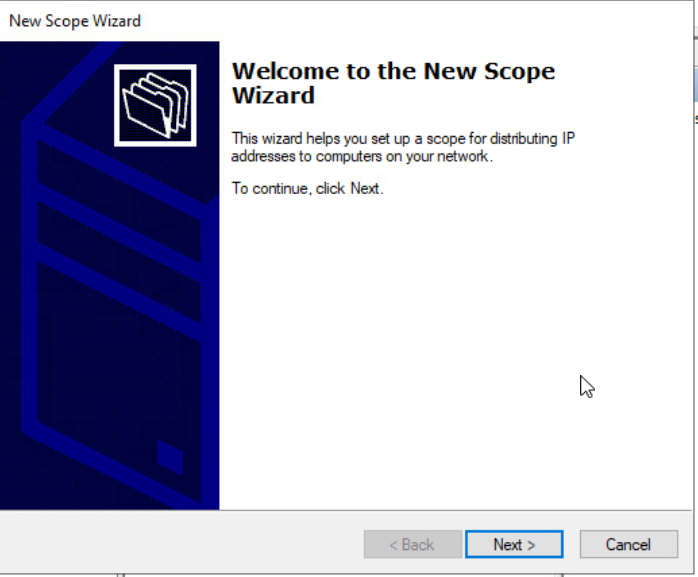 New Scope Wizard
Welcome to the New Scope
Wizard
This wizard helps you set up a scope for distributing IP
addresses to computers on your network.
To continue, click Next.
< Back
Next >
Cancel